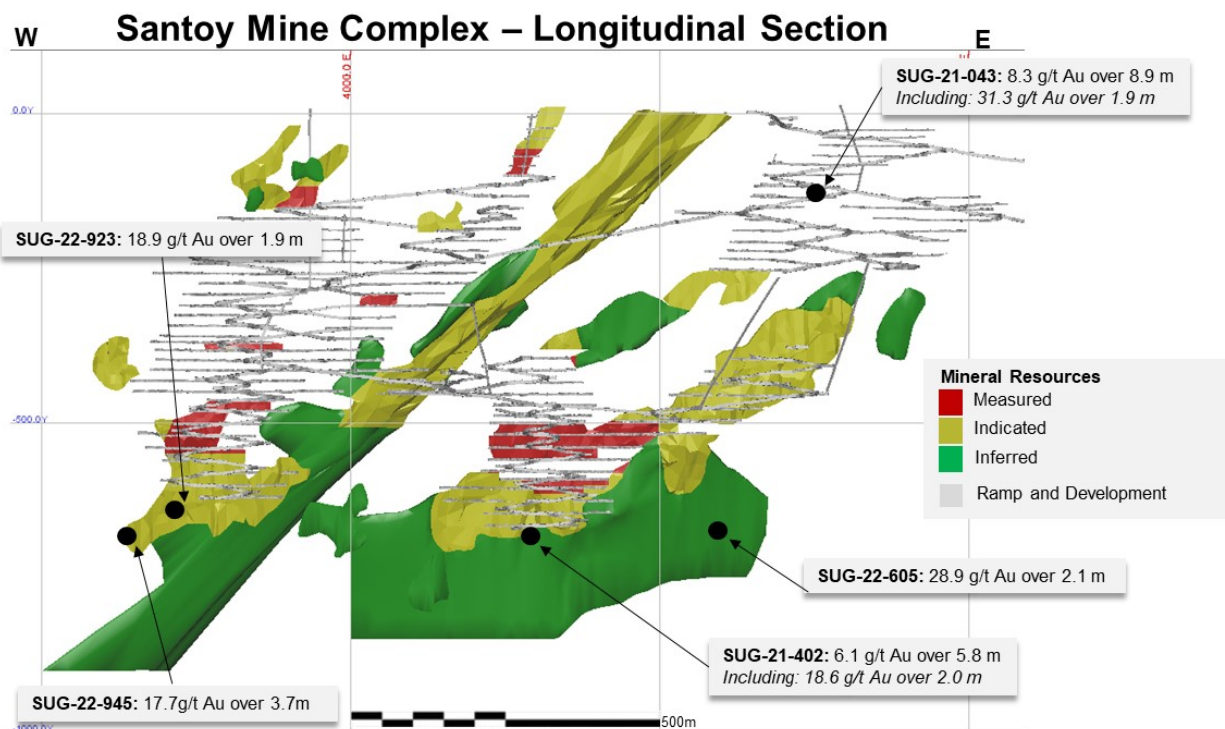 Santoy Mine Complex – Longitudinal Section
W
E
4000.0 E
SUG-21-043: 8.3 g/t Au over 8.9 m
Including: 31.3 g/t Au over 1.9 m
0.0Y
SUG-22-923: 18.9 g/t Au over 1.9 m
Mineral Resources
Measured
Indicated
Inferred
Ramp and Development
-500.0Y
SUG-22-605: 28.9 g/t Au over 2.1 m
SUG-21-402: 6.1 g/t Au over 5.8 m
Including: 18.6 g/t Au over 2.0 m
SUG-22-945: 17.7g/t Au over 3.7m
500m